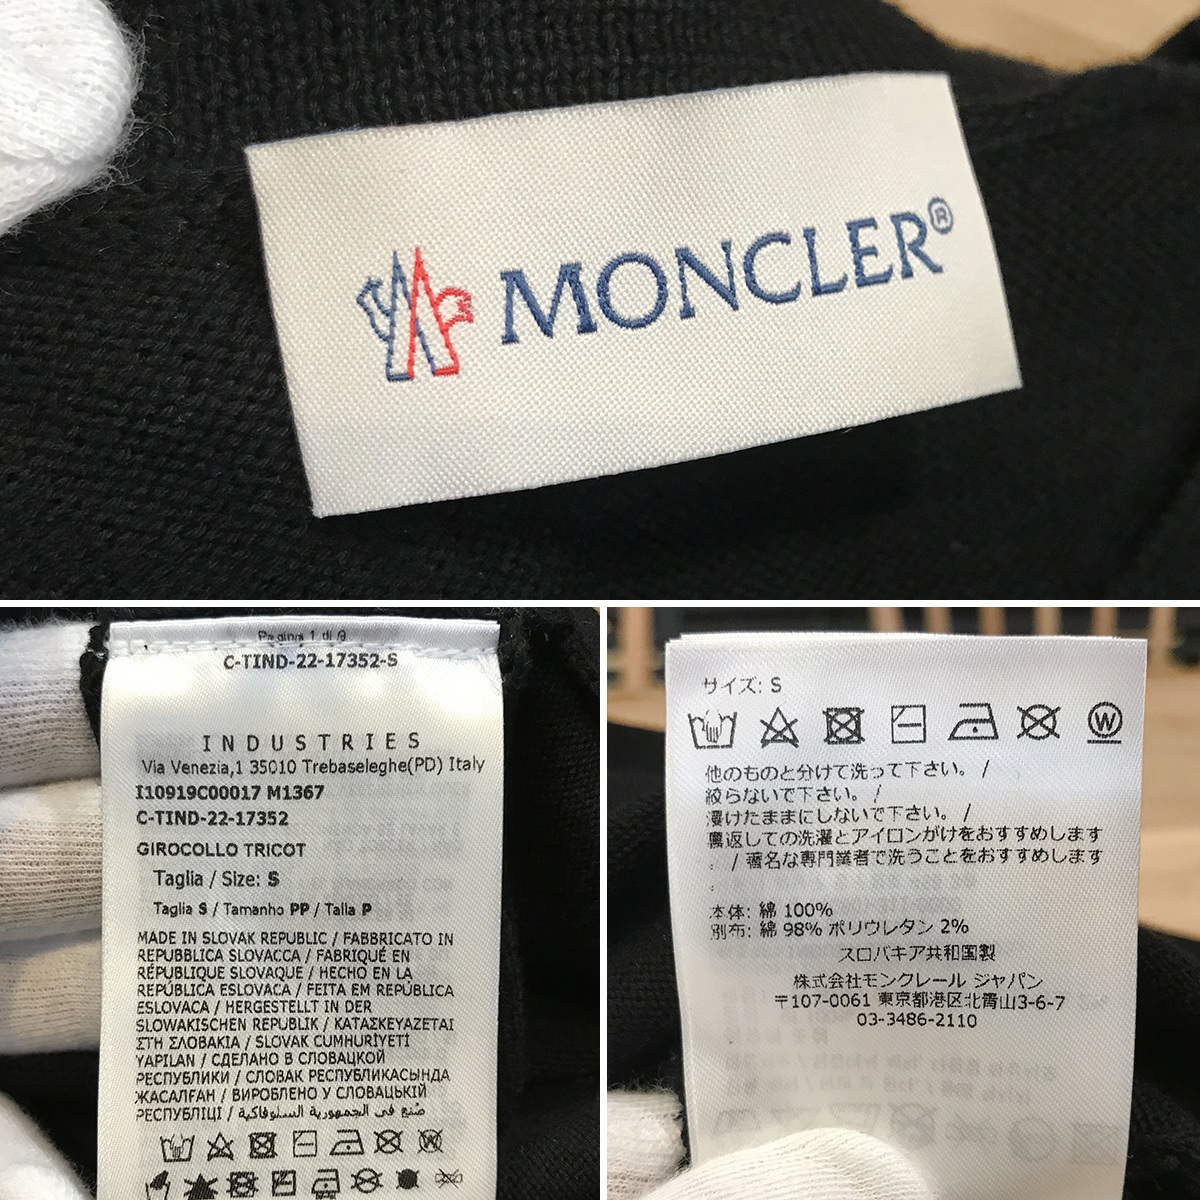 MONCLER®
Pagina 1 di 9
C-TIND-22-17352-S
INDUSTRIES
Via Venezia,1 35010 Trebaseleghe(PD) Italy
I10919C00017 M1367
C-TIND-22-17352
GIROCOLLO TRICOT
Taglia / Size: S
Taglia S / Tamanho PP / Talla P
MADE IN SLOVAK REPUBLIC / FABBRICATO IN
REPUBBLICA SLOVACCA / FABRIQUÉ EN
RÉPUBLIQUE SLOVAQUE / HECHO EN LA
REPÚBLICA ESLOVACA / FEITA EM REPÚBLICA
ESLOVACA / HERGESTELLT IN DER
SLOWAKISCHEN REPUBLIK / ΚΑΤΑΣΚΕΥΑΖΕΤΑΙ
ΣΤΗ ΣΛΟΒΑΚΙΑ / SLOVAK CUMHURİYETİ
YAPILAN / СДЕЛАНО В СЛОВАЦКОЙ
РЕСПУБЛИКИ / СЛОВАК РЕСПУБЛИКАСЫНДА
ЖАСАЛҒАН / ВИРОБЛЕНО У СЛОВАЦЬКІЙ
РЕСПУБЛІЦІ / صنع في الجمهورية السلوفاكية
サイズ: S
W
他のものと分けて洗って下さい。 /
絞らないで下さい。 /
浸けたままにしないで下さい。 /
裏返しての洗濯とアイロンがけをおすすめします
。 / 著名な専門業者で洗うことをおすすめします
。
本体: 綿 100%
別布: 綿 98% ポリウレタン 2%
スロバキア共和国製
株式会社モンクレール ジャパン
〒107-0061 東京都港区北青山3-6-7
03-3486-2110